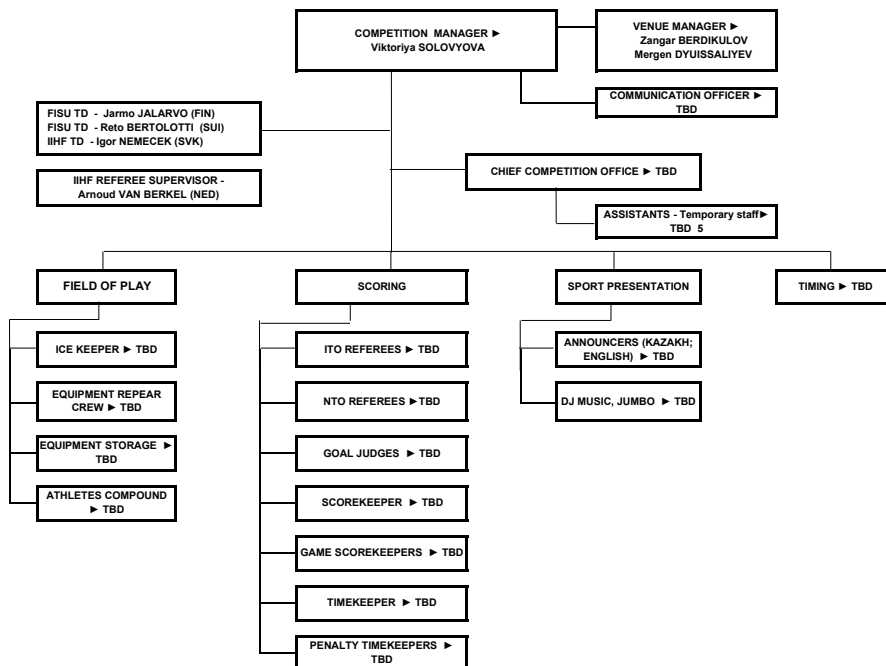 COMPETITION MANAGER ►
Viktoriya SOLOVYOVA
VENUE MANAGER ►
Zangar BERDIKULOV
Mergen DYUISSALIYEV
COMMUNICATION OFFICER ►
TBD
FISU TD - Jarmo JALARVO (FIN)
FISU TD - Reto BERTOLOTTI (SUI)
IIHF TD - Igor NEMECEK (SVK)
IIHF REFEREE SUPERVISOR -
Arnoud VAN BERKEL (NED)
CHIEF COMPETITION OFFICE ► TBD
ASSISTANTS - Temporary staff►
TBD 5
FIELD OF PLAY
SCORING
SPORT PRESENTATION
TIMING ► TBD
ICE KEEPER ► TBD
EQUIPMENT REPEAR
CREW ► TBD
EQUIPMENT STORAGE ►
TBD
ATHLETES COMPOUND
► TBD
ITO REFEREES ► TBD
NTO REFEREES ►TBD
GOAL JUDGES ► TBD
SCOREKEEPER ► TBD
GAME SCOREKEEPERS ► TBD
TIMEKEEPER ► TBD
PENALTY TIMEKEEPERS ►
TBD
ANNOUNCERS (KAZAKH;
ENGLISH) ► TBD
DJ MUSIC, JUMBO ► TBD